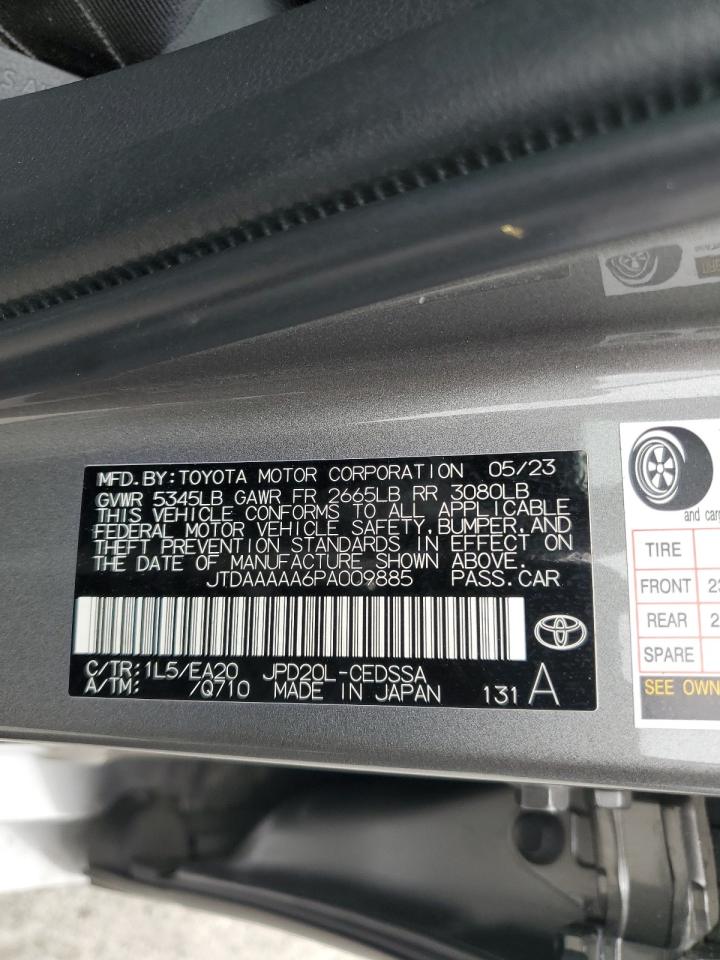 MFD.BY:TOYOTA MOTOR CORPORATION 05/23
GVWR 5345LB GAWR FR 2665LB RR 3080LB
THIS VEHICLE CONFORMS TO ALL APPLICABLE
FEDERAL MOTOR VEHICLE SAFETY,BUMPER,AND
THEFT PREVENTION STANDARDS IN EFFECT ON
THE DATE OF MANUFACTURE SHOWN ABOVE.
JTDAAAAA6PA009885 PASS.CAR
C/TR:1L5/EA20 JPD20L-CEDSSA
A/TM: /Q710 MADE IN JAPAN 131 A
and
TIRE
FRONT
REAR
SPARE
SEE